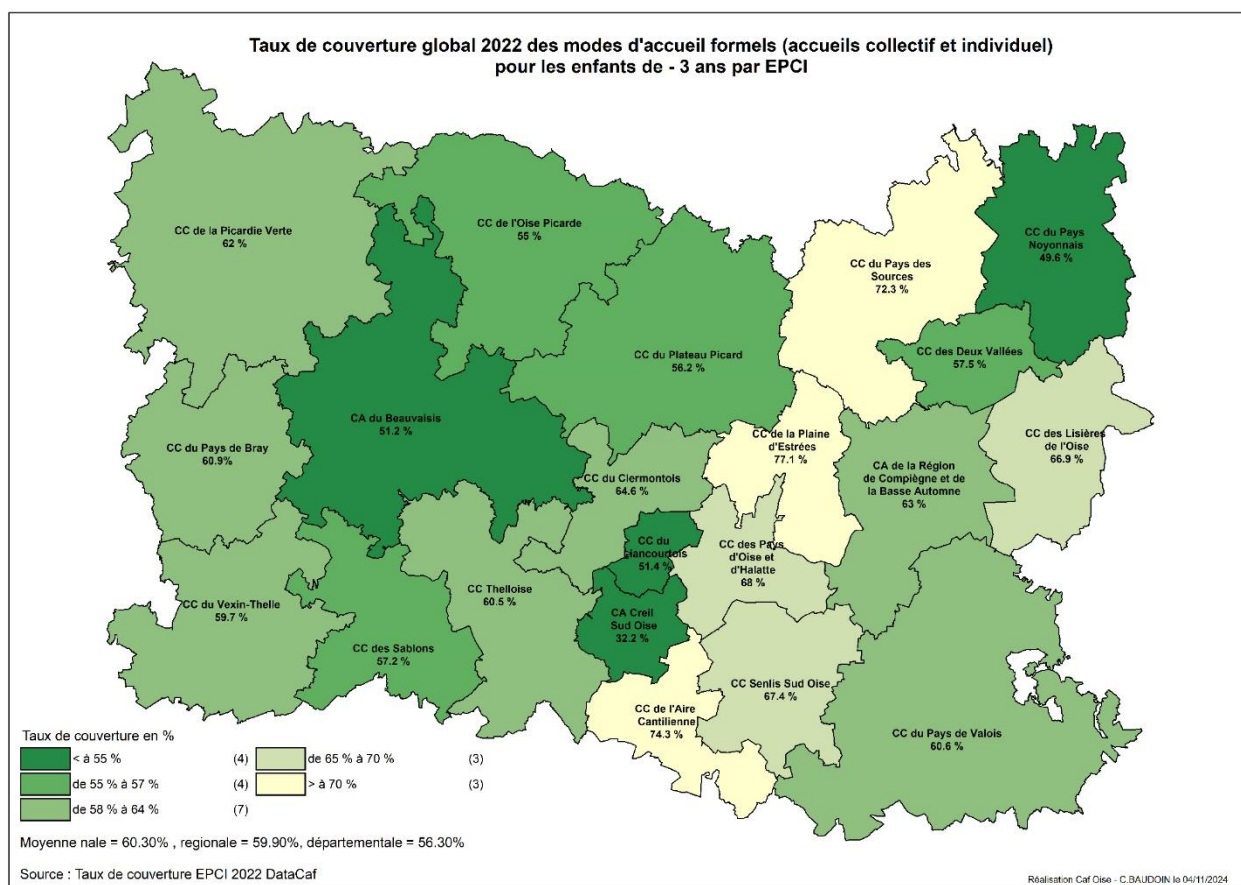 Taux de couverture global 2022 des modes d'accueil formels (accueils collectif et individuel)
pour les enfants de - 3 ans par EPCI
CC de la Picardie Verte
62 %
CC de l'Oise Picarde
55 %
CC du Pays
Noyonnais
49.6 %
CC du Pays des
Sources
72.3 %
CC du Plateau Picard
56.2 %
CC des Deux Vallées
57.5 %
CA du Beauvaisis
51.2 %
CC du Pays de Bray
60.9%
CC de la Plaine
d'Estrées
77.1 %
CC des Lisières
de l'Oise
66.9 %
CA de la Région
de Compiègne et de
la Basse Automne
63 %
CC du Clermontois
64.6 %
CC du
Liancourtois
51.4 %
CC des Pays
d'Oise et
d'Halatte
68 %
CC Thelloise
60.5 %
CC du Vexin-Thelle
59.7 %
CA Creil
Sud Oise
32.2 %
CC des Sablons
57.2 %
CC Senlis Sud Oise
67.4 %
CC de l'Aire
Cantilienne
74.3 %
CC du Pays de Valois
60.6 %
Taux de couverture en %
< à 55 % (4)
de 55 % à 57 % (4)
de 58 % à 64 % (7)
de 65 % à 70 % (3)
> à 70 % (3)
Moyenne nale = 60.30% , regionale = 59.90%, départementale = 56.30%
Source : Taux de couverture EPCI 2022 DataCaf
Réalisation Caf Oise - C.BAUDOIN le 04/11/2024